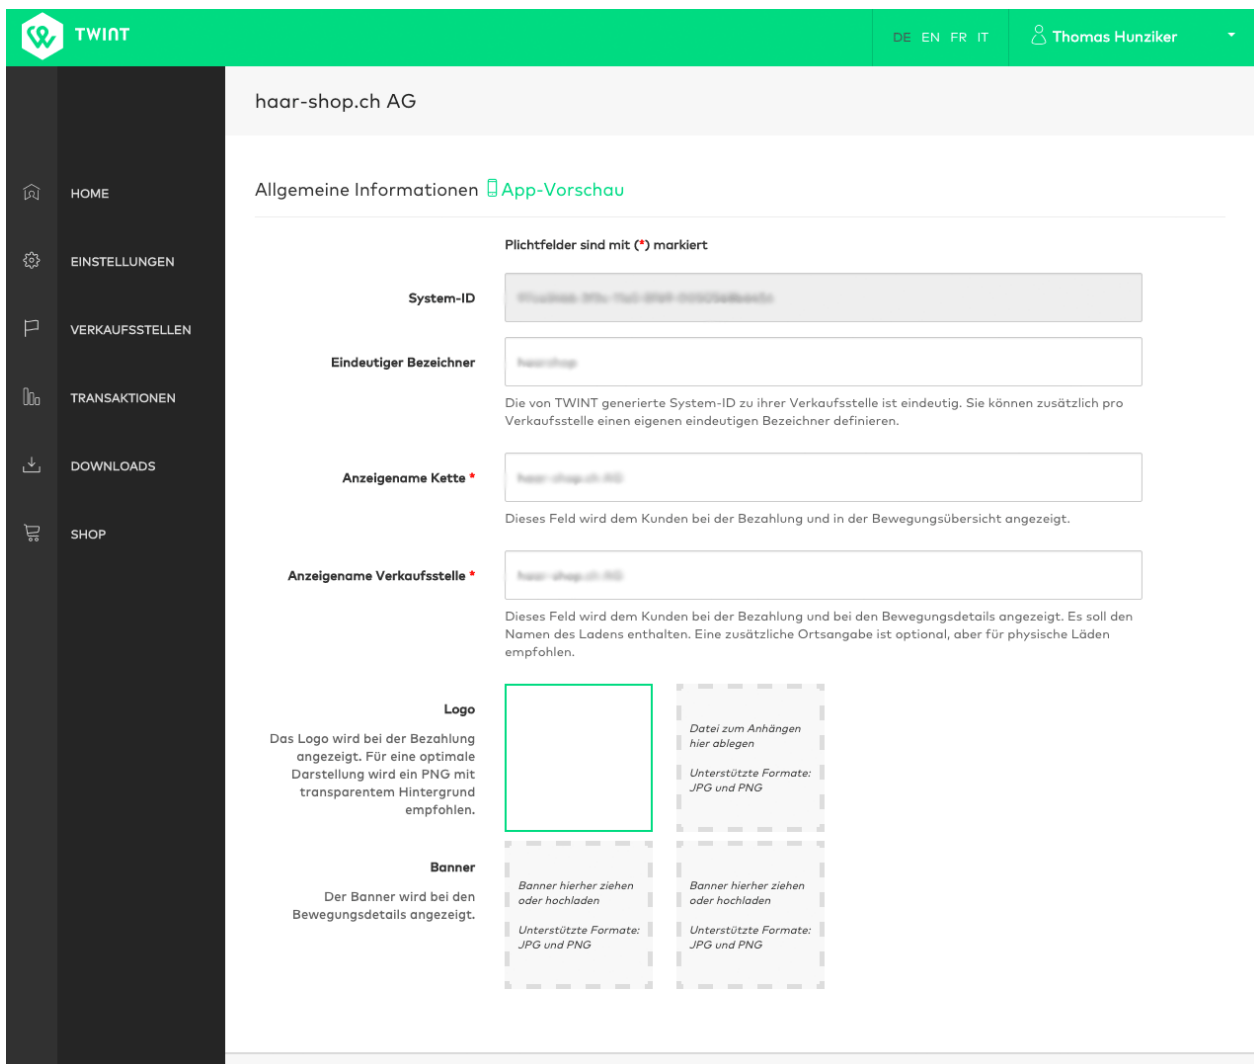 TWINT
DE EN FR IT
Thomas Hunziker
haar-shop.ch AG
HOME
EINSTELLUNGEN
VERKAUFSSTELLEN
TRANSAKTIONEN
DOWNLOADS
SHOP
Allgemeine Informationen App-Vorschau
Plichtfelder sind mit (*) markiert
System-ID
Eindeutiger Bezeichner
Die von TWINT generierte System-ID zu ihrer Verkaufsstelle ist eindeutig. Sie können zusätzlich pro
Verkaufsstelle einen eigenen eindeutigen Bezeichner definieren.
Anzeigename Kette *
Dieses Feld wird dem Kunden bei der Bezahlung und in der Bewegungsübersicht angezeigt.
Anzeigename Verkaufsstelle *
Dieses Feld wird dem Kunden bei der Bezahlung und bei den Bewegungsdetails angezeigt. Es soll den
Namen des Ladens enthalten. Eine zusätzliche Ortsangabe ist optional, aber für physische Läden
empfohlen.
Logo
Das Logo wird bei der Bezahlung
angezeigt. Für eine optimale
Darstellung wird ein PNG mit
transparentem Hintergrund
empfohlen.
Datei zum Anhängen
hier ablegen
Unterstützte Formate:
JPG und PNG
Banner
Der Banner wird bei den
Bewegungsdetails angezeigt.
Banner hierher ziehen
oder hochladen
Unterstützte Formate:
JPG und PNG
Banner hierher ziehen
oder hochladen
Unterstützte Formate:
JPG und PNG